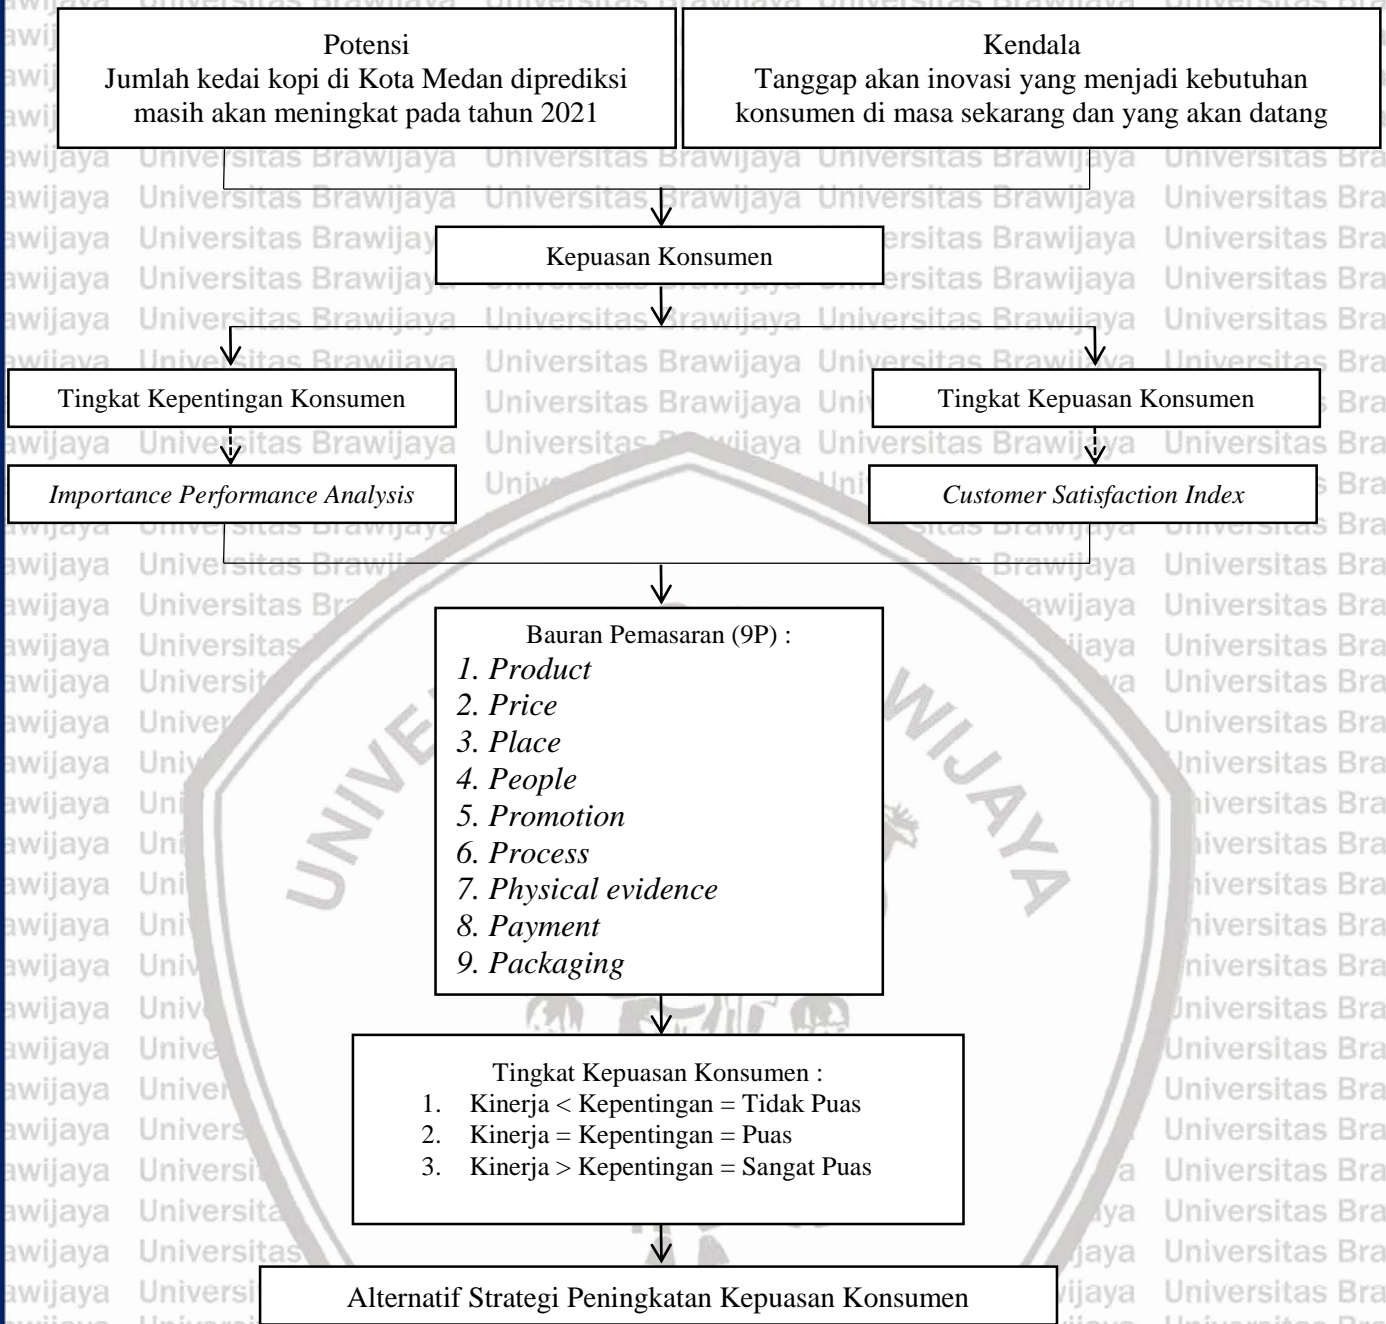 Potensi
Jumlah kedai kopi di Kota Medan diprediksi
masih akan meningkat pada tahun 2021
Kendala
Tanggap akan inovasi yang menjadi kebutuhan
konsumen di masa sekarang dan yang akan datang
Kepuasan Konsumen
Tingkat Kepentingan Konsumen
Tingkat Kepuasan Konsumen
Importance Performance Analysis
Customer Satisfaction Index
Bauran Pemasaran (9P) :
1. Product
2. Price
3. Place
4. People
5. Promotion
6. Process
7. Physical evidence
8. Payment
9. Packaging
Tingkat Kepuasan Konsumen :
1. Kinerja < Kepentingan = Tidak Puas
2. Kinerja = Kepentingan = Puas
3. Kinerja > Kepentingan = Sangat Puas
Alternatif Strategi Peningkatan Kepuasan Konsumen